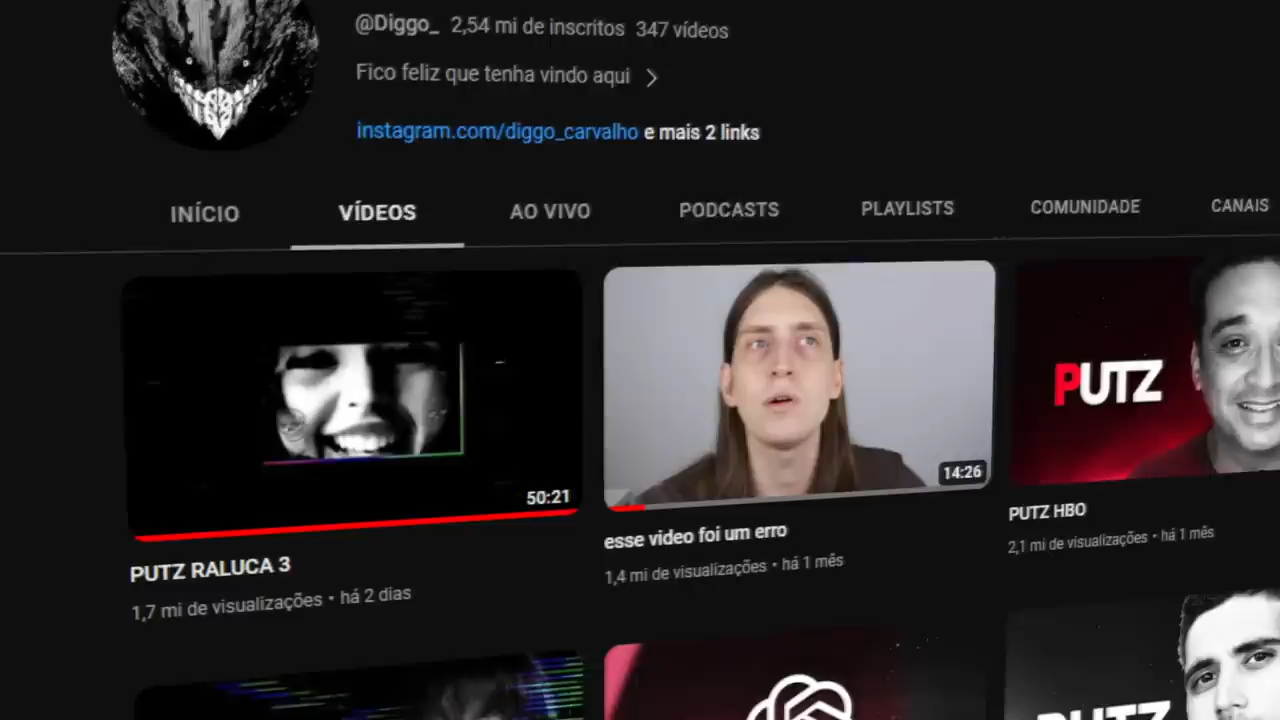 @Diggo_ 2,54 mi de inscritos 347 vídeos
Fico feliz que tenha vindo aqui
instagram.com/diggo_carvalho e mais 2 links
INÍCIO VÍDEOS AO VIVO PODCASTS PLAYLISTS COMUNIDADE CANAIS
PUTZ
50:21
14:26
PUTZ RALUCA 3
1,7 mi de visualizações • há 2 dias
esse video foi um erro
1,4 mi de visualizações • há 1 mês
PUTZ HBO
2,1 mi de visualizações • há 1 mês
PUTZ